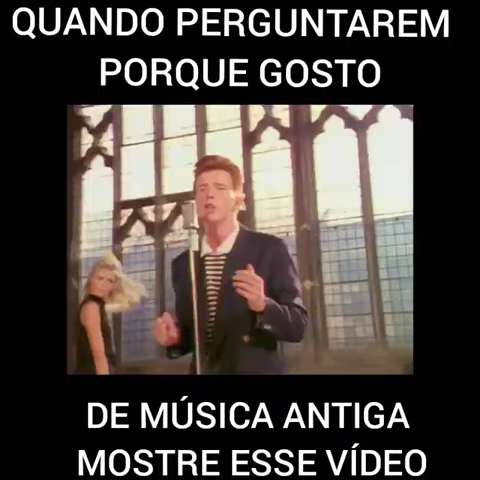 QUANDO PERGUNTAREM
PORQUE GOSTO
DE MÚSICA ANTIGA
MOSTRE ESSE VÍDEO